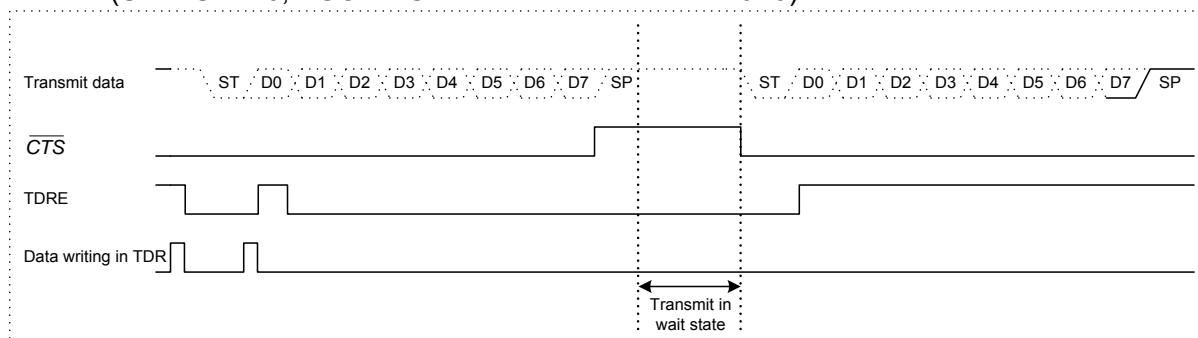 Transmit data ST D0 D1 D2 D3 D4 D5 D6 D7 SP ST D0 D1 D2 D3 D4 D5 D6 D7 SP
CTS
TDRE
Data writing in TDR
Transmit in
wait state